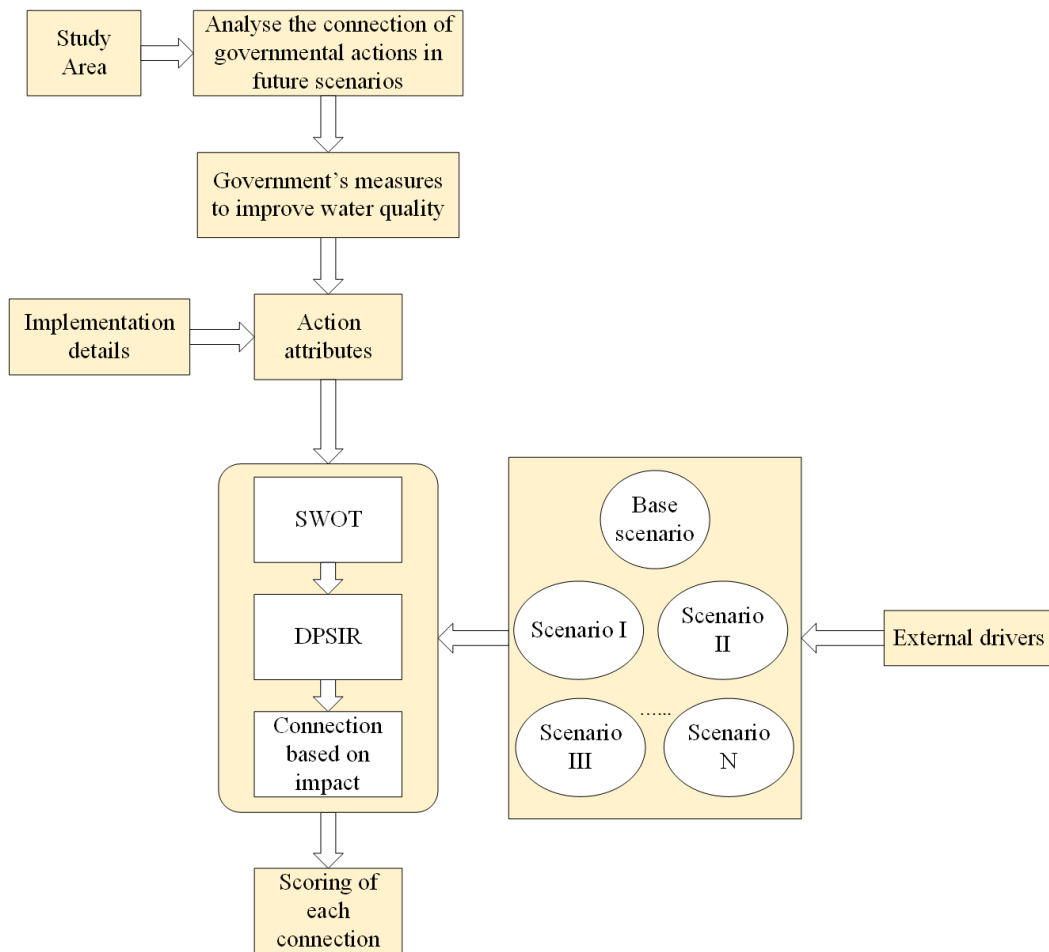 Study
Area
Analyse the connection of
governmental actions in
future scenarios
Government’s measures
to improve water quality
Implementation
details
Action
attributes
SWOT
DPSIR
Connection
based on
impact
Base
scenario
Scenario I
Scenario
II
Scenario
III
......
Scenario
N
External drivers
Scoring of
each
connection